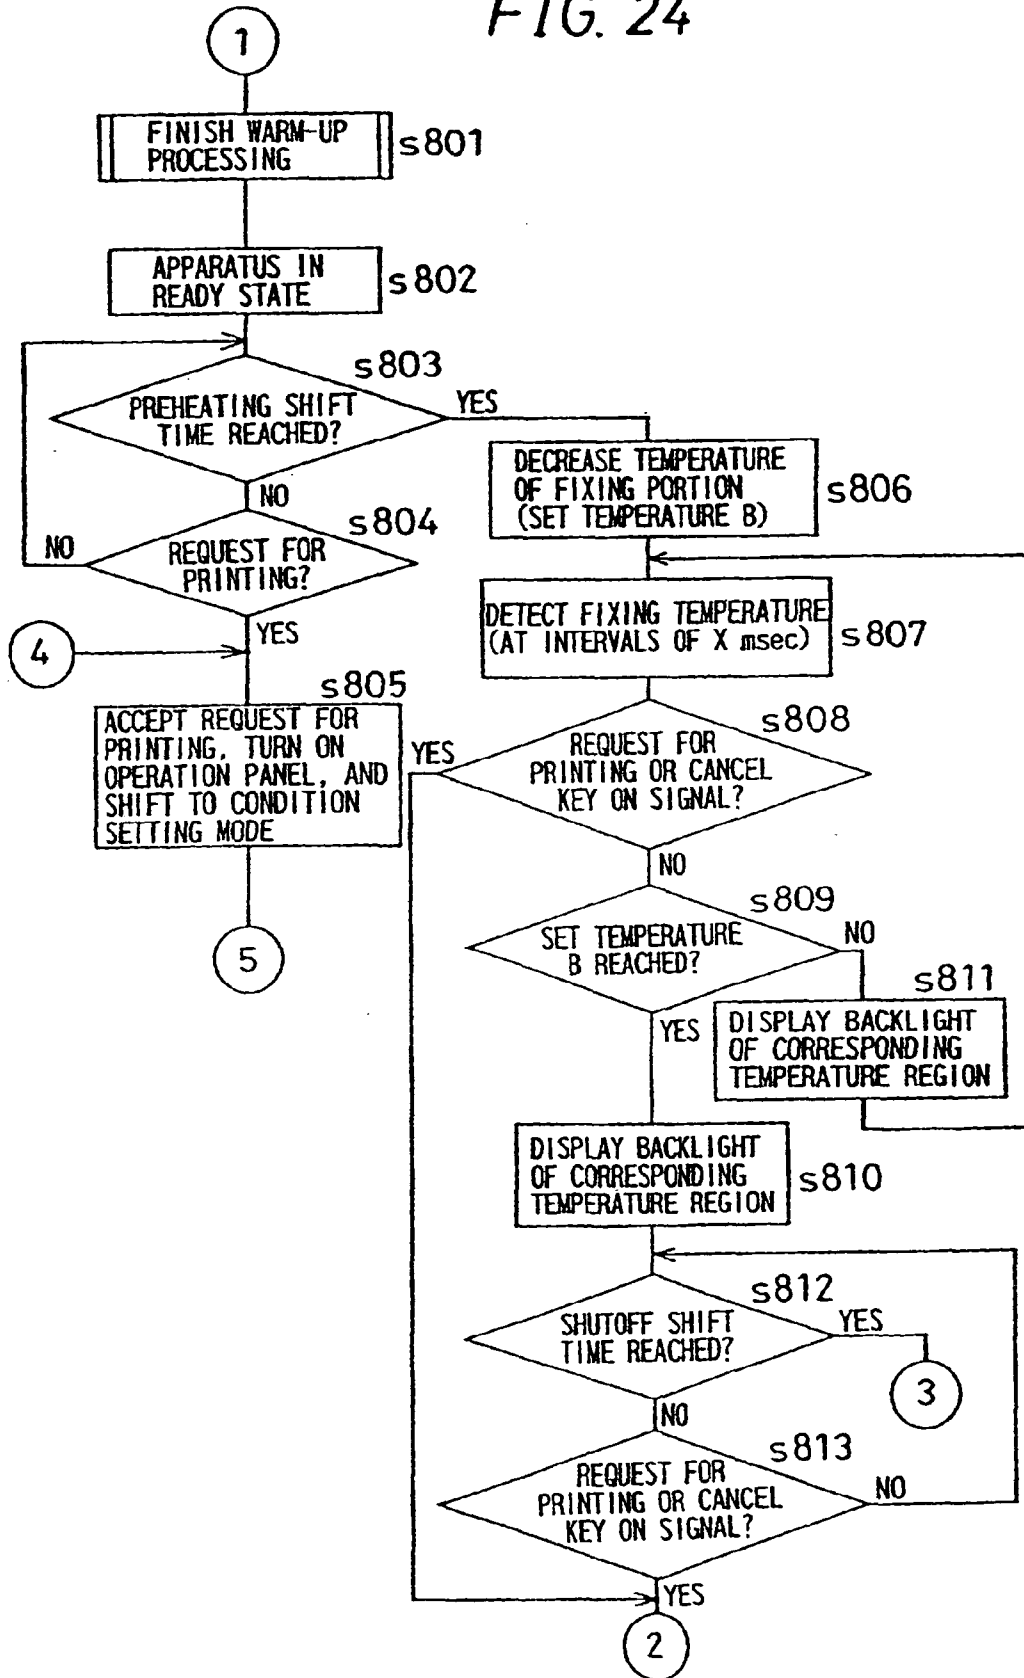 FIG. 24
1
FINISH WARM-UP
PROCESSING
s801
APPARATUS IN
READY STATE
s802
s803
PREHEATING SHIFT
TIME REACHED?
YES
NO
s804
REQUEST FOR
PRINTING?
NO
YES
4
s805
ACCEPT REQUEST FOR
PRINTING, TURN ON
OPERATION PANEL, AND
SHIFT TO CONDITION
SETTING MODE
5
DECREASE TEMPERATURE
OF FIXING PORTION
(SET TEMPERATURE B)
s806
DETECT FIXING TEMPERATURE
(AT INTERVALS OF X msec)
s807
s808
REQUEST FOR
PRINTING OR CANCEL
KEY ON SIGNAL?
YES
NO
s809
SET TEMPERATURE
B REACHED?
NO
YES
s811
DISPLAY BACKLIGHT
OF CORRESPONDING
TEMPERATURE REGION
DISPLAY BACKLIGHT
OF CORRESPONDING
TEMPERATURE REGION
s810
s812
SHUTOFF SHIFT
TIME REACHED?
YES
3
NO
s813
REQUEST FOR
PRINTING OR CANCEL
KEY ON SIGNAL?
NO
YES
2